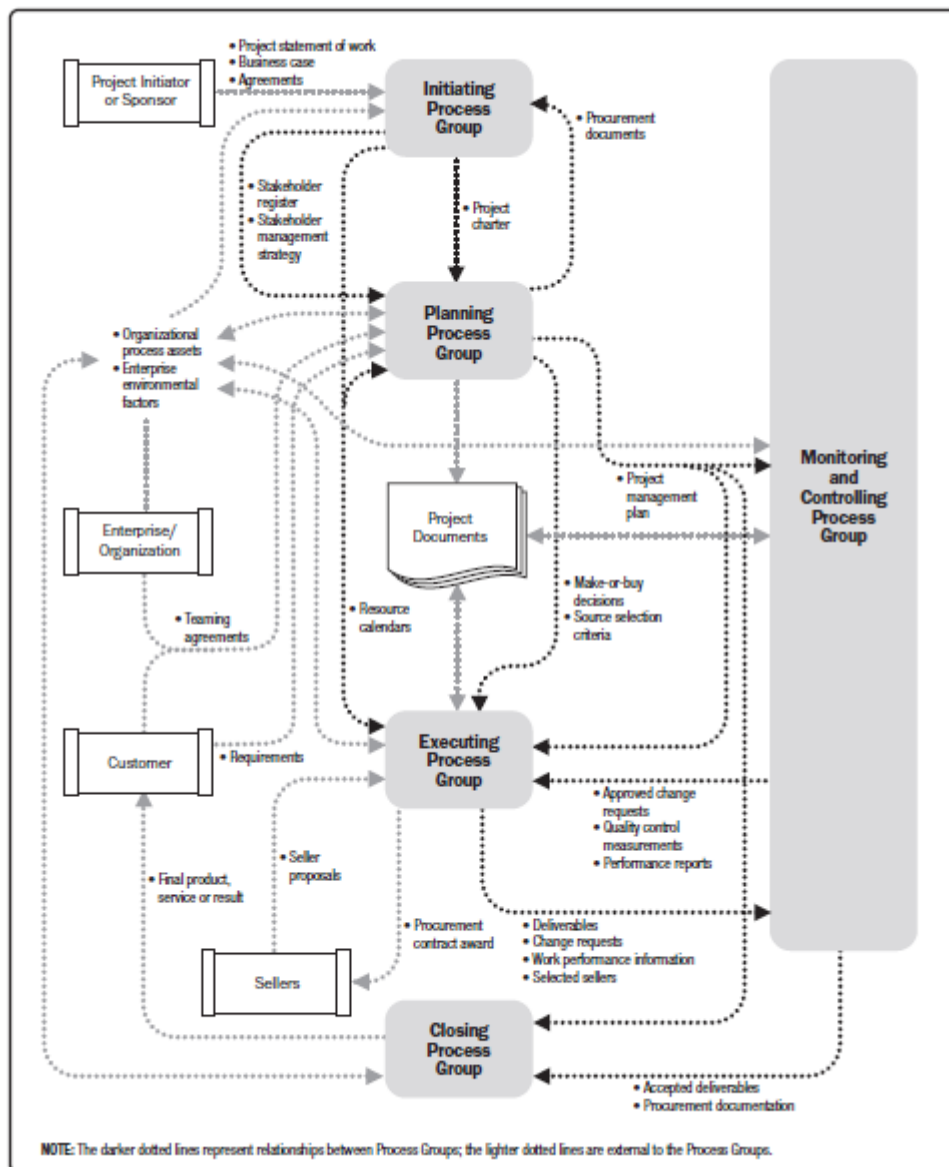 • Project statement of work
• Business case
• Agreements
Project Initiator
or Sponsor
Initiating
Process
Group
• Procurement
documents
• Stakeholder
register
• Stakeholder
management
strategy
• Project
charter
Planning
Process
Group
• Organizational
process assets
• Enterprise
environmental
factors
Monitoring
and
Controlling
Process
Group
• Project
management
plan
Enterprise/
Organization
Project
Documents
• Make-or-buy
decisions
• Source selection
criteria
• Resource
calendars
• Teaming
agreements
Customer
• Requirements
Executing
Process
Group
• Approved change
requests
• Quality control
measurements
• Performance reports
• Seller
proposals
• Final product,
service or result
• Procurement
contract award
• Deliverables
• Change requests
• Work performance information
• Selected sellers
Sellers
Closing
Process
Group
• Accepted deliverables
• Procurement documentation
NOTE: The darker dotted lines represent relationships between Process Groups; the lighter dotted lines are external to the Process Groups.